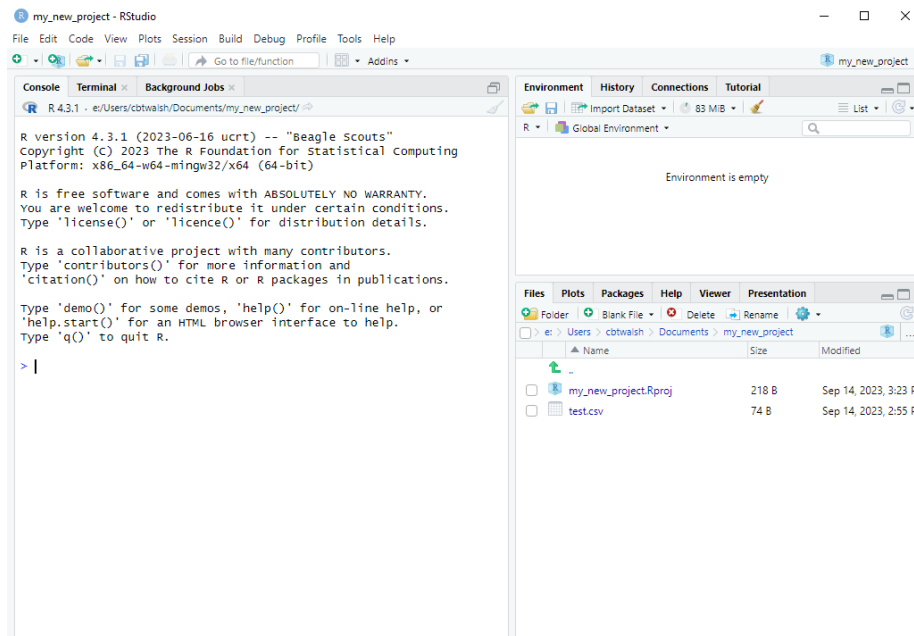 my_new_project - RStudio
File Edit Code View Plots Session Build Debug Profile Tools Help
Go to file/function Addins my_new_project
Console Terminal Background Jobs
R 4.3.1 · e:/Users/cbtwalsh/Documents/my_new_project/
R version 4.3.1 (2023-06-16 ucrt) -- "Beagle Scouts"
Copyright (C) 2023 The R Foundation for Statistical Computing
Platform: x86_64-w64-mingw32/x64 (64-bit)
R is free software and comes with ABSOLUTELY NO WARRANTY.
You are welcome to redistribute it under certain conditions.
Type 'license()' or 'licence()' for distribution details.
R is a collaborative project with many contributors.
Type 'contributors()' for more information and
'citation()' on how to cite R or R packages in publications.
Type 'demo()' for some demos, 'help()' for on-line help, or
'help.start()' for an HTML browser interface to help.
Type 'q()' to quit R.
>
Environment History Connections Tutorial
Import Dataset 83 MiB List
R Global Environment
Environment is empty
Files Plots Packages Help Viewer Presentation
Folder Blank File Delete Rename
e: > Users > cbtwalsh > Documents > my_new_project ...
Name Size Modified
..
my_new_project.Rproj 218 B Sep 14, 2023, 3:23 P
test.csv 74 B Sep 14, 2023, 2:55 P